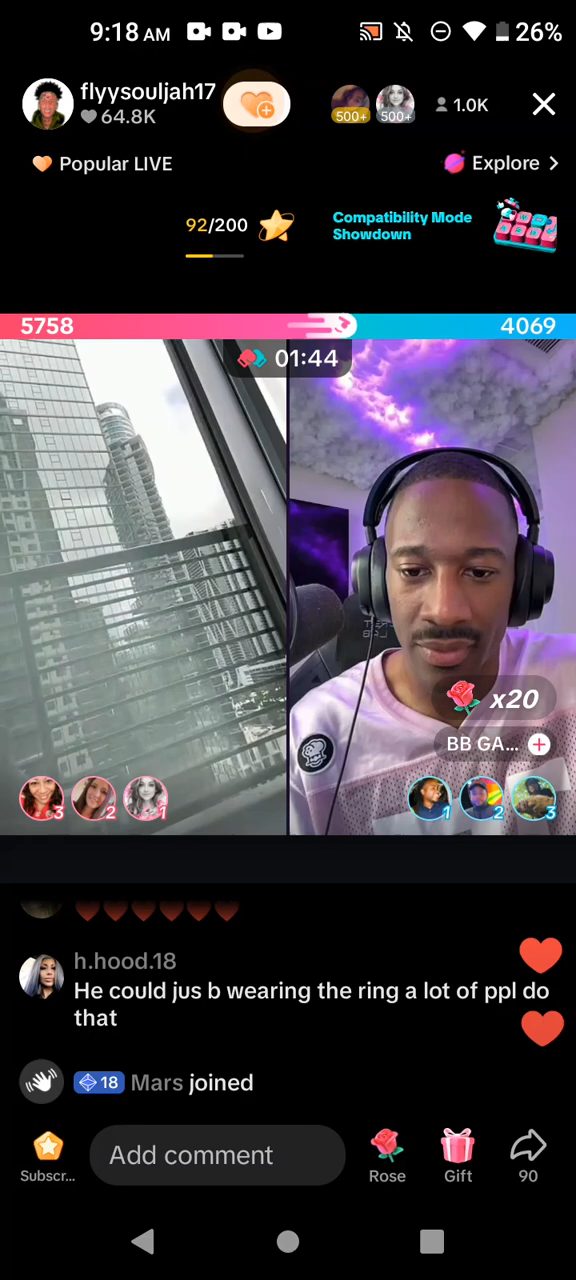 9:18 AM
26%
flyysouljah17
64.8K
500+
500+
1.0K
Popular LIVE
Explore
92/200
Compatibility Mode
Showdown
5758
4069
01:44
x20
BB GA...
3
2
1
1
2
3
h.hood.18
He could jus b wearing the ring a lot of ppl do
that
18 Mars joined
Subscr...
Add comment
Rose
Gift
90